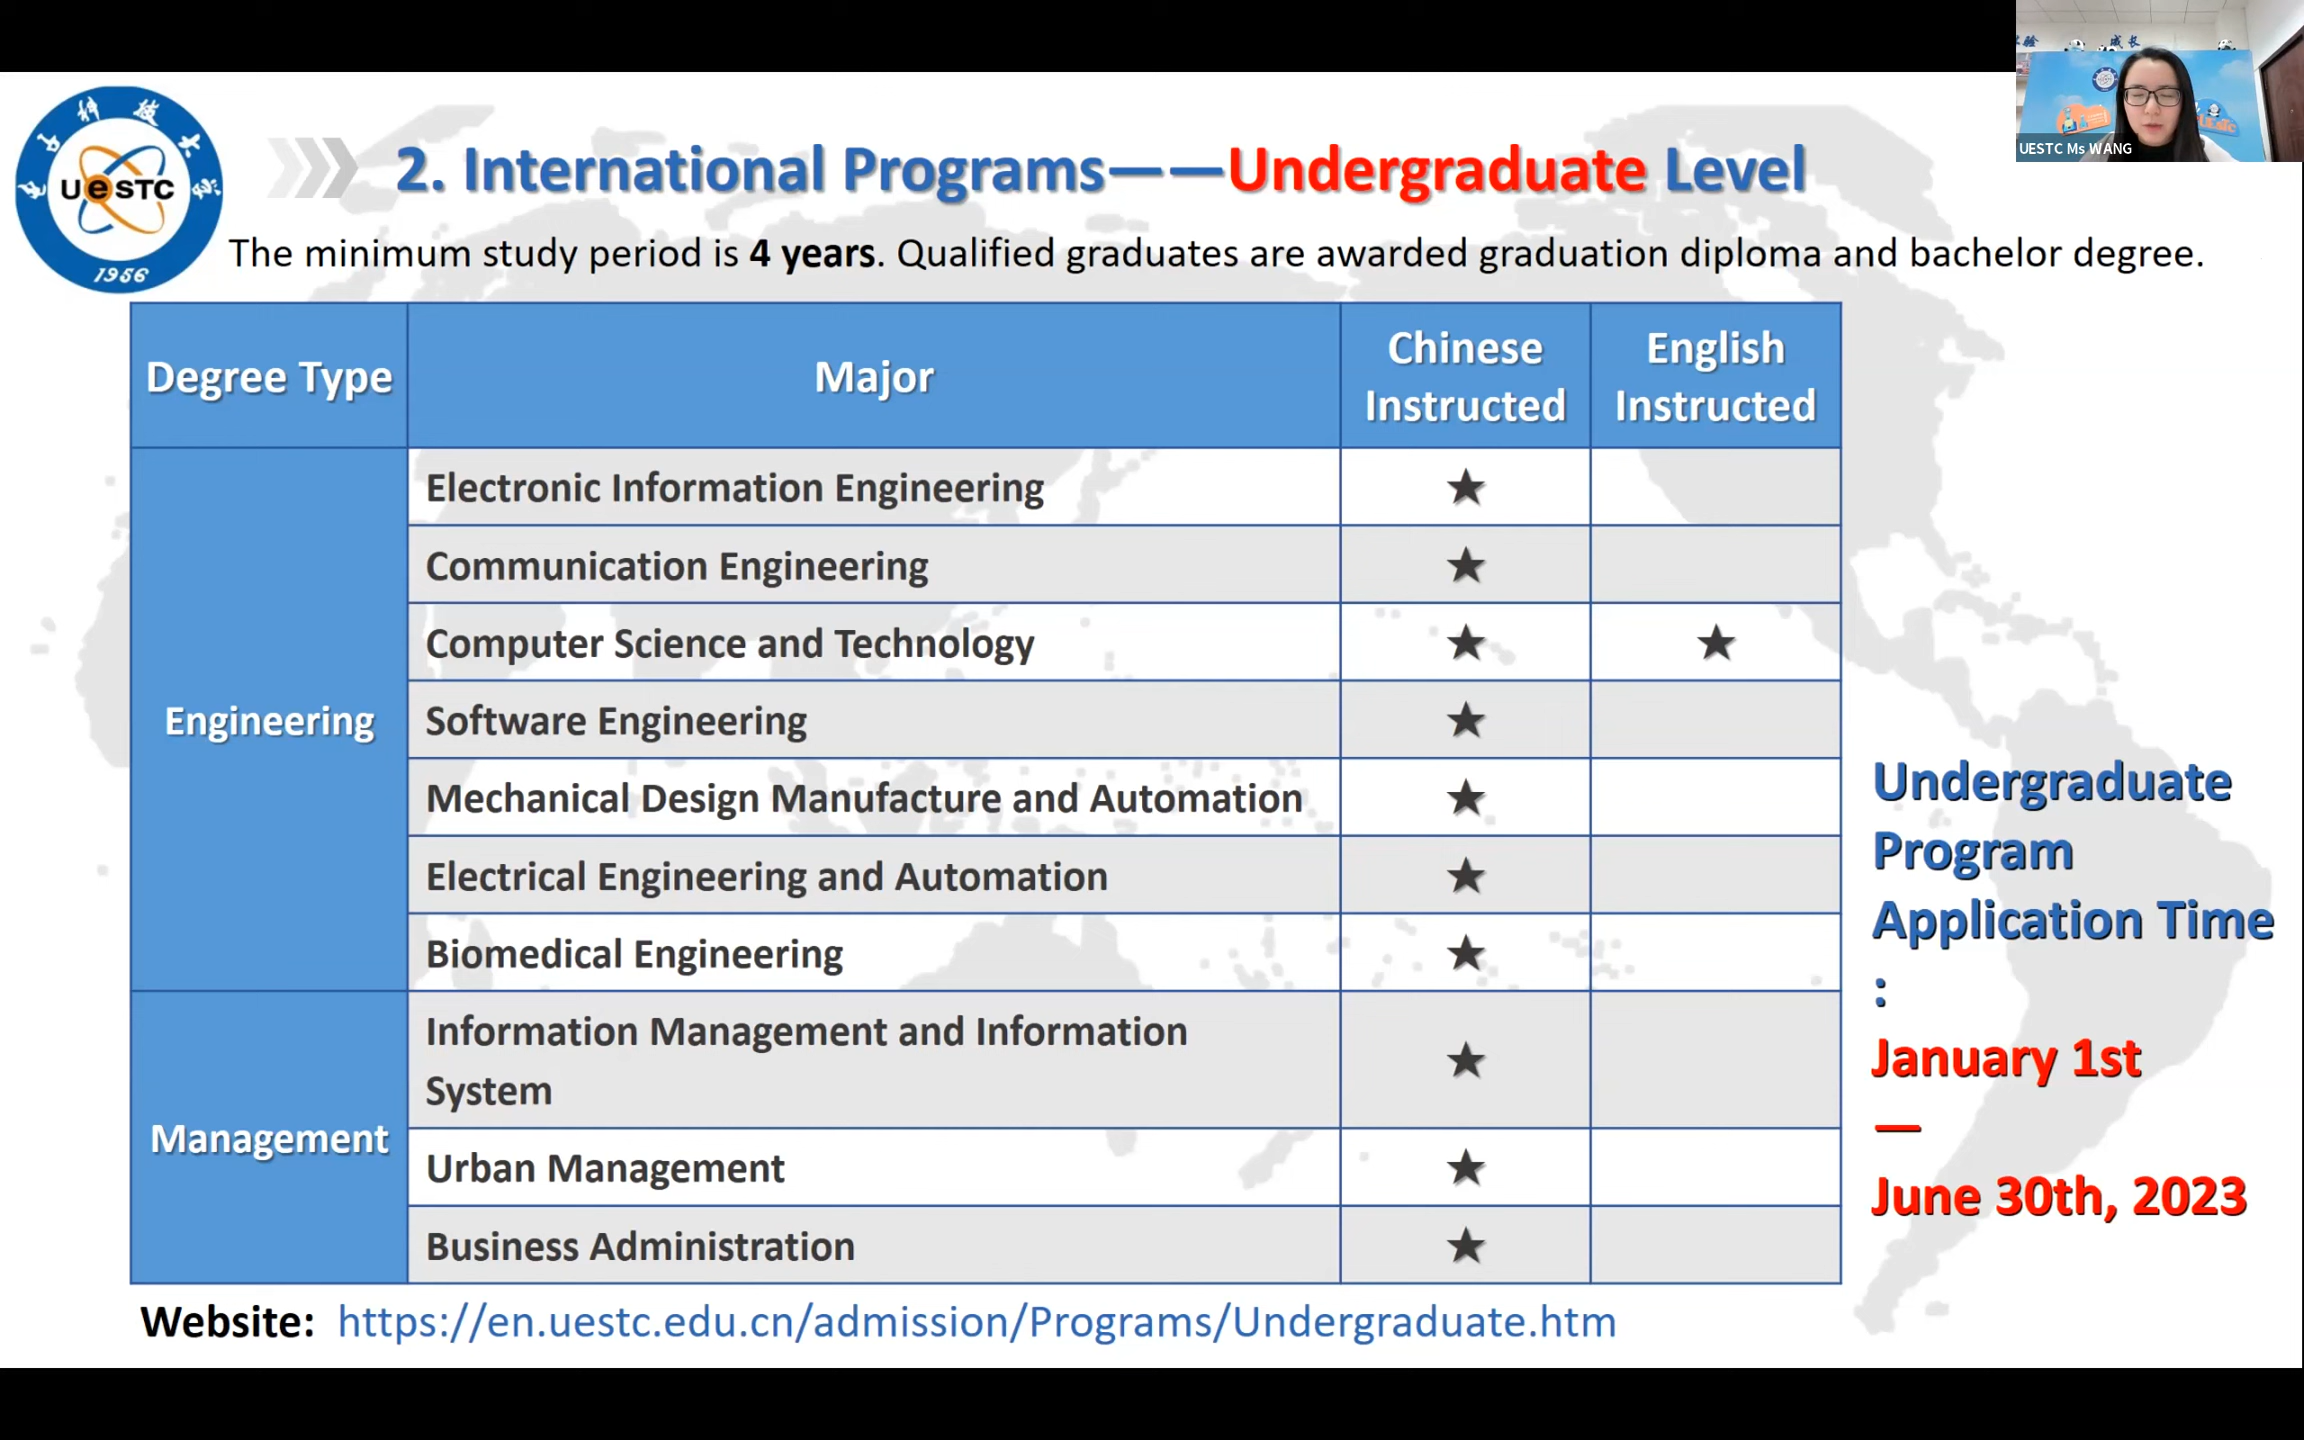 成长
UESTC Ms WANG
UESTC
1956
2. International Programs——Undergraduate Level
The minimum study period is 4 years. Qualified graduates are awarded graduation diploma and bachelor degree.
Degree Type
Major
Chinese
Instructed
English
Instructed
Engineering
Electronic Information Engineering
★
Communication Engineering
★
Computer Science and Technology
★
★
Software Engineering
★
Mechanical Design Manufacture and Automation
★
Electrical Engineering and Automation
★
Biomedical Engineering
★
Management
Information Management and Information
System
★
Urban Management
★
Business Administration
★
Undergraduate
Program
Application Time
:
January 1st
—
June 30th, 2023
Website: https://en.uestc.edu.cn/admission/Programs/Undergraduate.htm